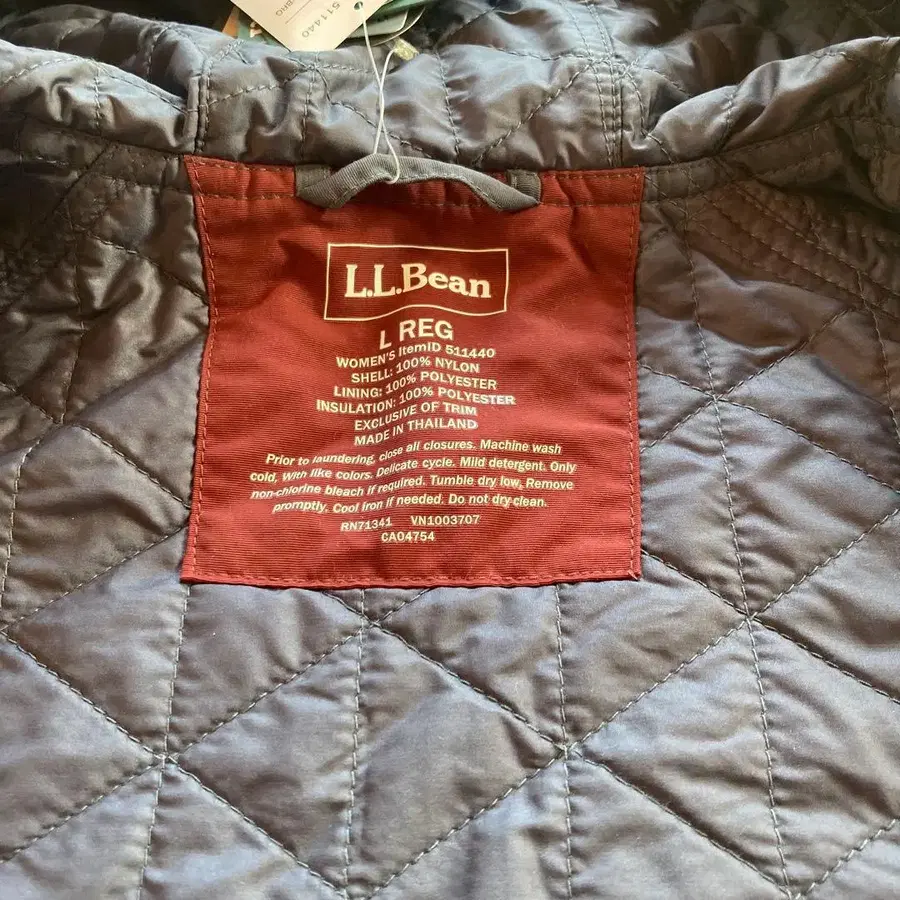 511440
L.L.Bean
L REG
WOMEN'S ItemID 511440
SHELL: 100% NYLON
LINING: 100% POLYESTER
INSULATION: 100% POLYESTER
EXCLUSIVE OF TRIM
MADE IN THAILAND
Prior to laundering, close all closures. Machine wash
cold, With like colors. Delicate cycle. Mild detergent. Only
non-chlorine bleach if required. Tumble dry low, Remove
promptly. Cool Iron if needed. Do not dry clean.
RN71341 VN1003707
CA04754